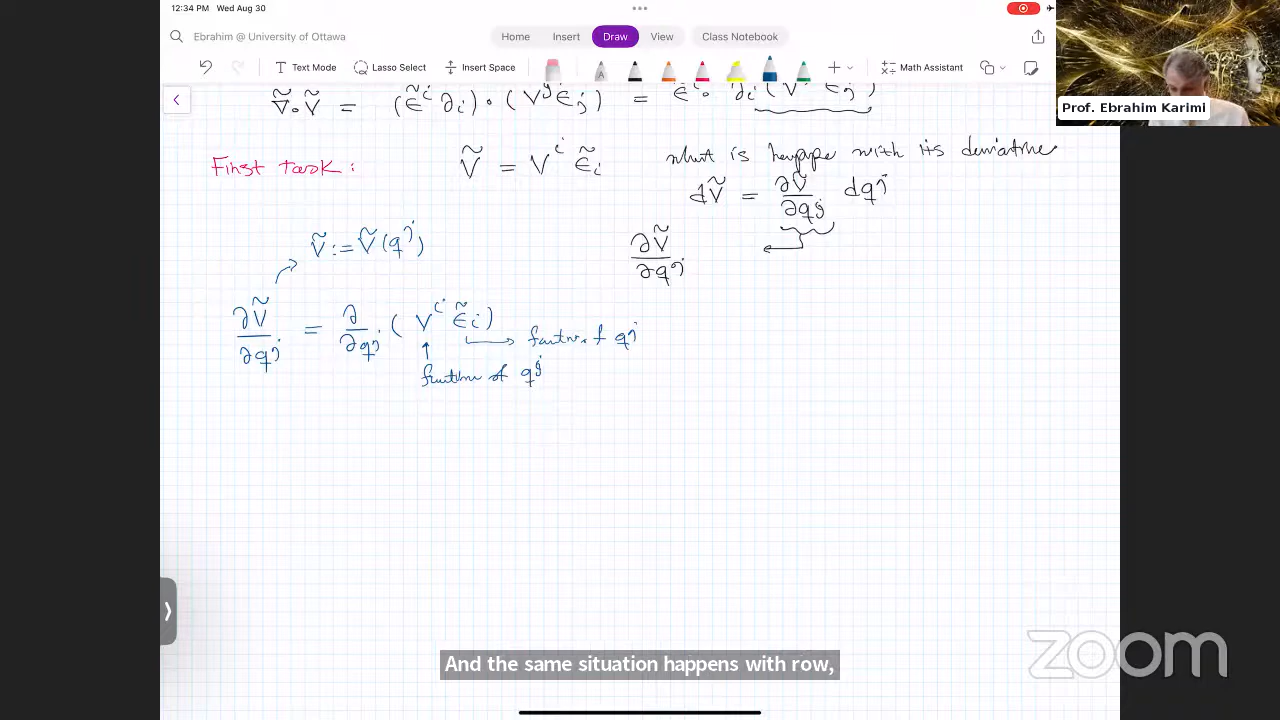 12:34 PM Wed Aug 30
Ebrahim @ University of Ottawa
Home Insert Draw View Class Notebook
Text Mode Lasso Select Insert Space Math Assistant
Prof. Ebrahim Karimi
∇̃·Ṽ = (ε̃ⁱ ∂ᵢ)·(Vʲ ε̃ⱼ) = ε̃ⁱ · ∂ᵢ(Vʲ ε̃ⱼ)
First task: Ṽ = Vⁱ ε̃ᵢ what is happpe with its derivative
dṼ = ∂Ṽ/∂qʲ dqʲ
Ṽ := Ṽ(qʲ) ∂Ṽ/∂qʲ
∂Ṽ/∂qʲ = ∂/∂qʲ (Vⁱ ε̃ᵢ)
function of qʲ
function of qʲ
And the same situation happens with row,
zoom